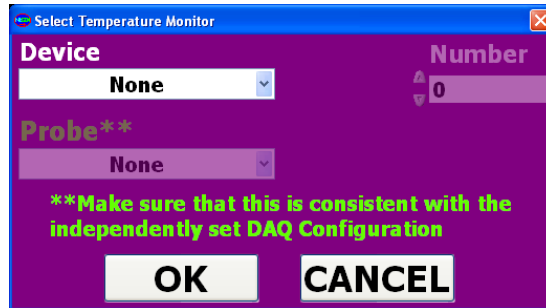 Select Temperature Monitor
Device
Number
None
0
Probe**
None
**Make sure that this is consistent with the
independently set DAQ Configuration
OK
CANCEL